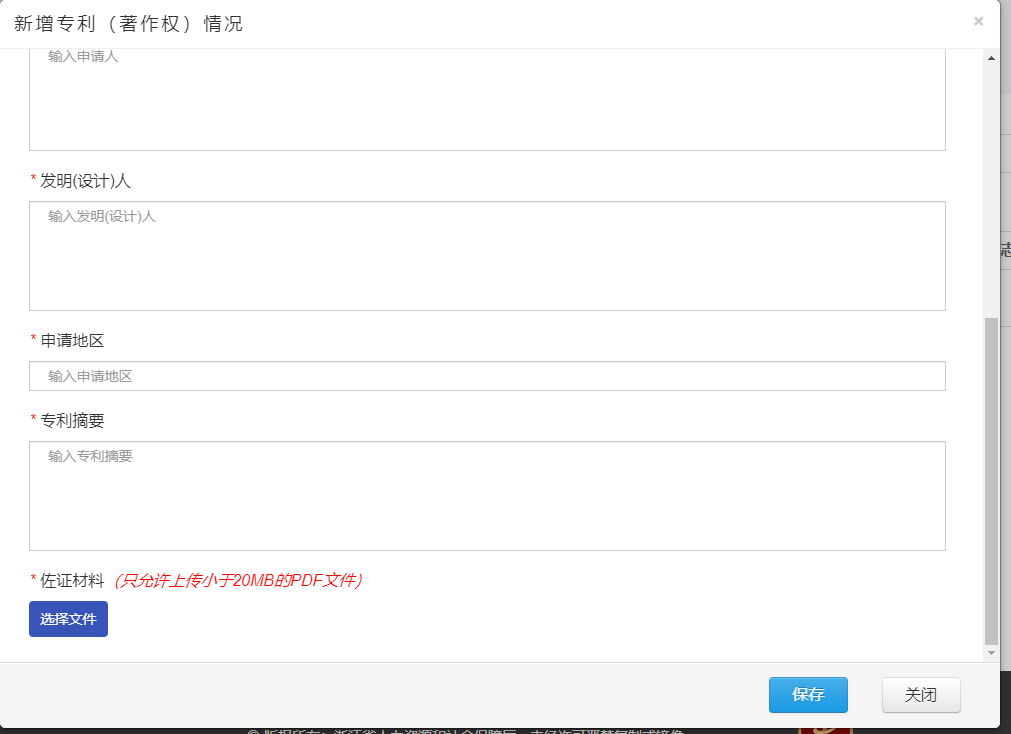 新增专利（著作权）情况
×
输入申请人
* 发明(设计)人
输入发明(设计)人
志
* 申请地区
输入申请地区
* 专利摘要
输入专利摘要
* 佐证材料 （只允许上传小于20MB的PDF文件）
选择文件
保存
关闭